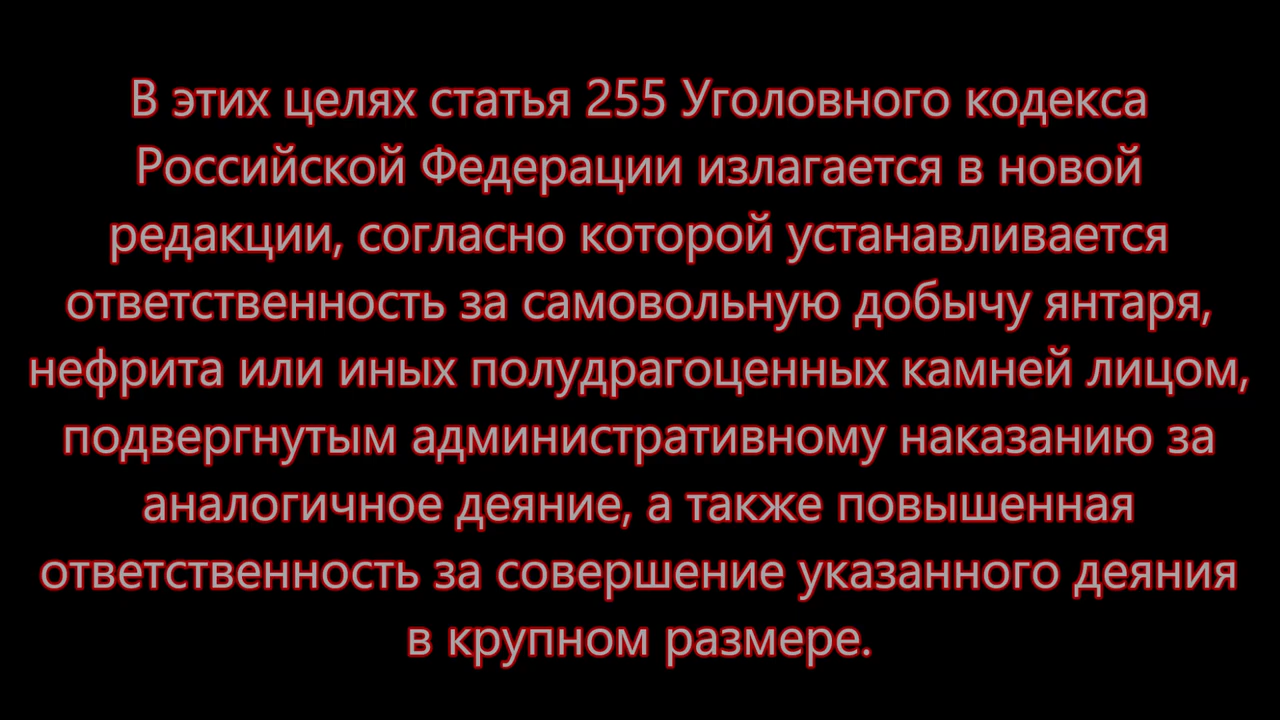 В этих целях статья 255 Уголовного кодекса
Российской Федерации излагается в новой
редакции, согласно которой устанавливается
ответственность за самовольную добычу янтаря,
нефрита или иных полудрагоценных камней лицом,
подвергнутым административному наказанию за
аналогичное деяние, а также повышенная
ответственность за совершение указанного деяния
в крупном размере.